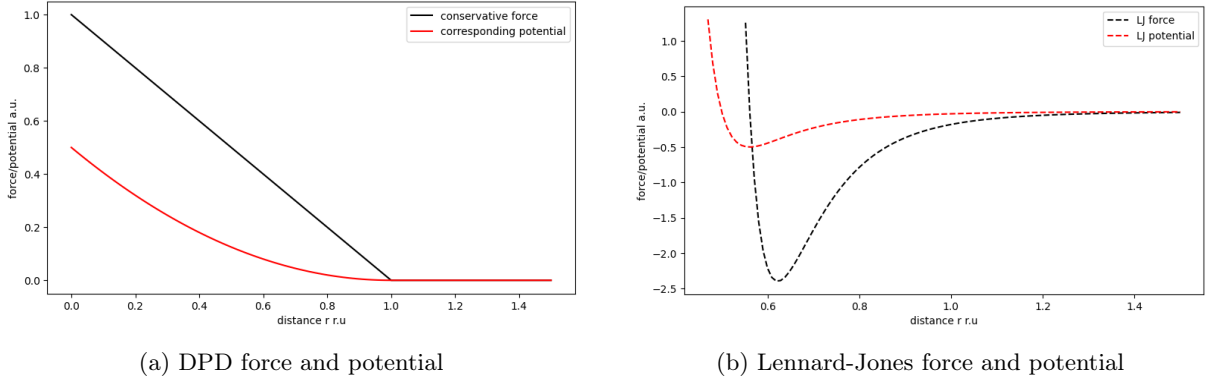 conservative force
corresponding potential
1.0
0.8
0.6
0.4
0.2
0.0
force/potential a.u.
0.0 0.2 0.4 0.6 0.8 1.0 1.2 1.4
distance r r.u
(a) DPD force and potential
LJ force
LJ potential
1.0
0.5
0.0
−0.5
−1.0
−1.5
−2.0
−2.5
force/potential a.u.
0.6 0.8 1.0 1.2 1.4
distance r r.u
(b) Lennard-Jones force and potential